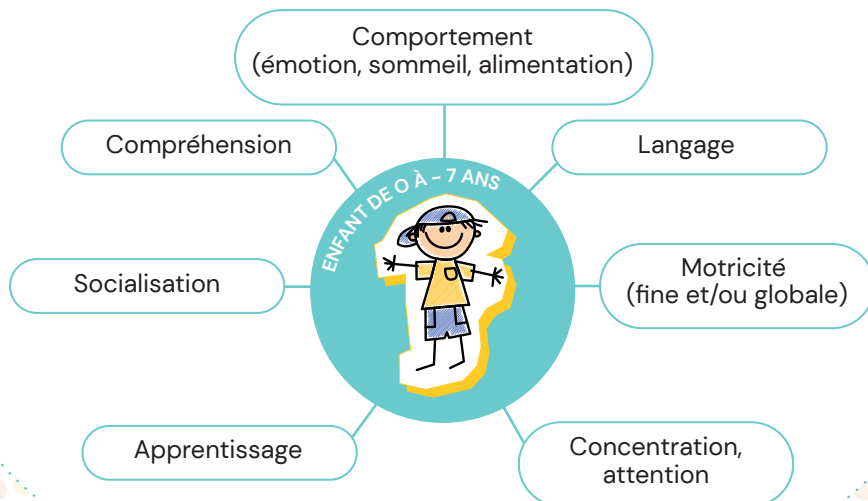 Comportement
(émotion, sommeil, alimentation)
Compréhension
Langage
ENFANT DE O À – 7 ANS
Socialisation
Motricité
(fine et/ou globale)
Apprentissage
Concentration,
attention